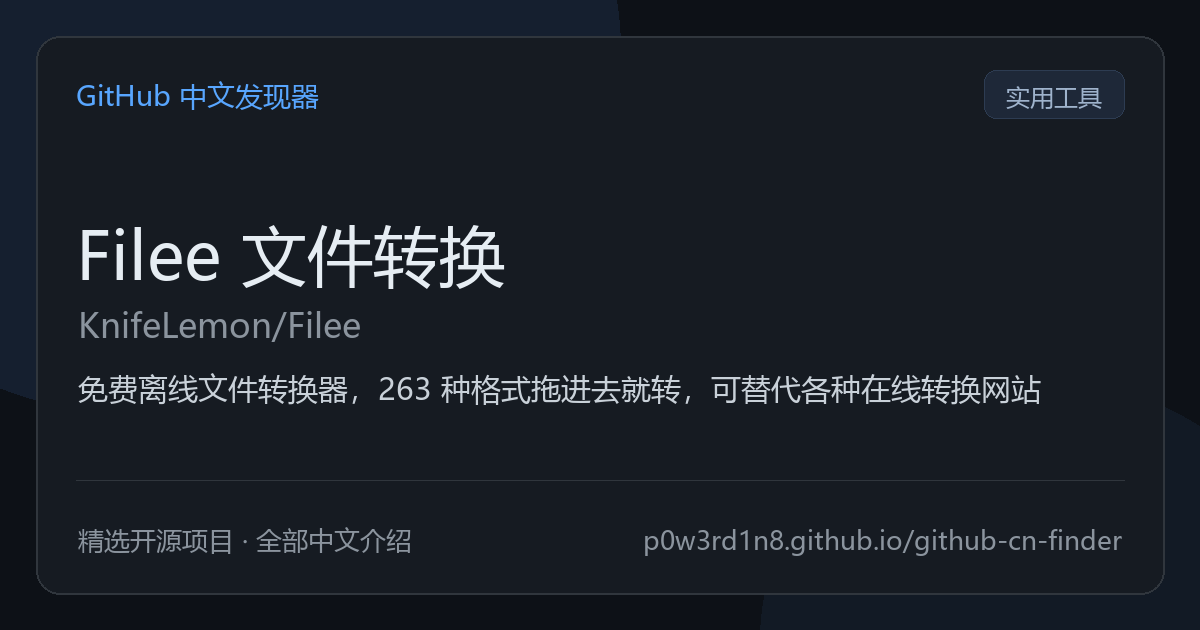 GitHub 中文发现器
实用工具
Filee 文件转换
KnifeLemon/Filee
免费离线文件转换器，263 种格式拖进去就转，可替代各种在线转换网站
精选开源项目 · 全部中文介绍
p0w3rd1n8.github.io/github-cn-finder